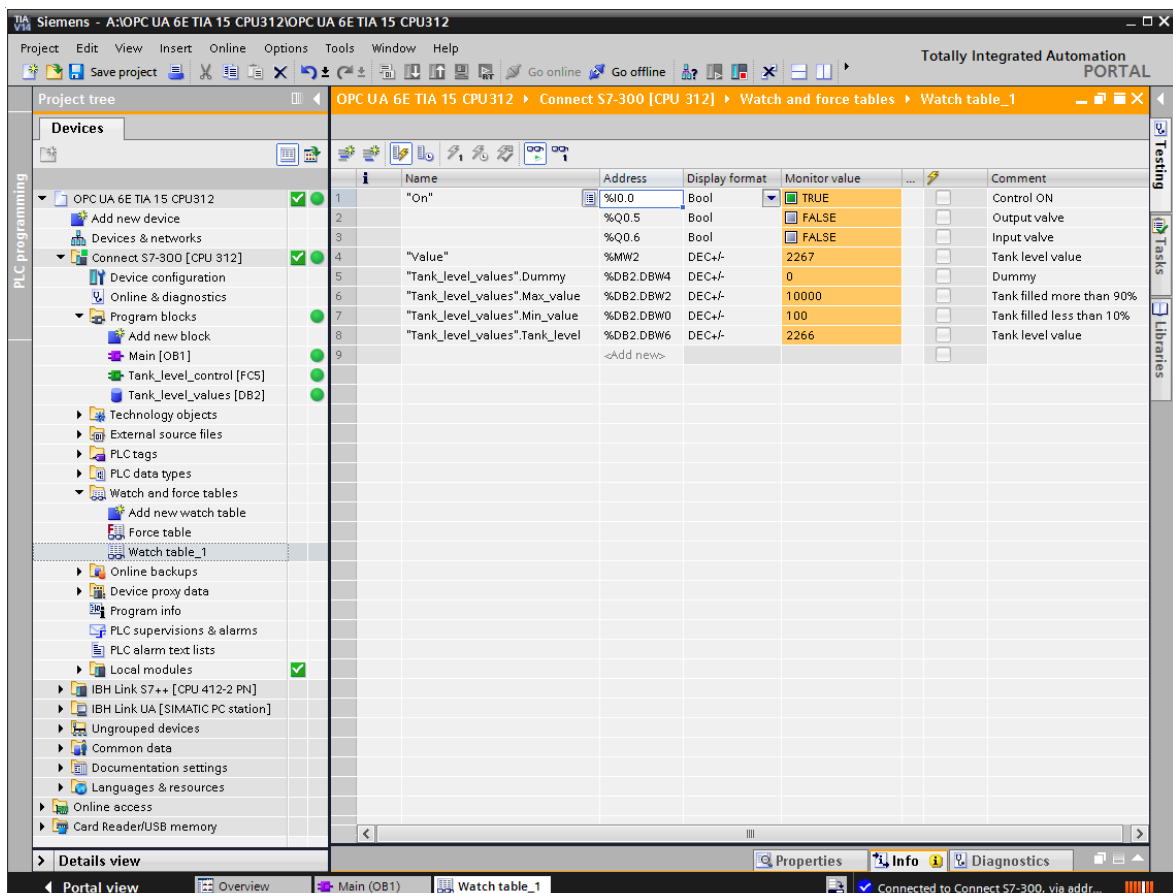 TIA V14 Siemens - A:\OPC UA 6E TIA 15 CPU312\OPC UA 6E TIA 15 CPU312
Project Edit View Insert Online Options Tools Window Help
Totally Integrated Automation
PORTAL
Save project Go online Go offline
Project tree
OPC UA 6E TIA 15 CPU312 Connect S7-300 [CPU 312] Watch and force tables Watch table_1
Devices
PLC programming
OPC UA 6E TIA 15 CPU312
Add new device
Devices & networks
Connect S7-300 [CPU 312]
Device configuration
Online & diagnostics
Program blocks
Add new block
Main [OB1]
Tank_level_control [FC5]
Tank_level_values [DB2]
Technology objects
External source files
PLC tags
PLC data types
Watch and force tables
Add new watch table
Force table
Watch table_1
Online backups
Device proxy data
Program info
PLC supervisions & alarms
PLC alarm text lists
Local modules
IBH Link S7++ [CPU 412-2 PN]
IBH Link UA [SIMATIC PC station]
Ungrouped devices
Common data
Documentation settings
Languages & resources
Online access
Card Reader/USB memory
Details view
i Name Address Display format Monitor value ... Comment
1 "On" %I0.0 Bool TRUE Control ON
2 %Q0.5 Bool FALSE Output valve
3 %Q0.6 Bool FALSE Input valve
4 "Value" %MW2 DEC+/- 2267 Tank level value
5 "Tank_level_values".Dummy %DB2.DBW4 DEC+/- 0 Dummy
6 "Tank_level_values".Max_value %DB2.DBW2 DEC+/- 10000 Tank filled more than 90%
7 "Tank_level_values".Min_value %DB2.DBW0 DEC+/- 100 Tank filled less than 10%
8 "Tank_level_values".Tank_level %DB2.DBW6 DEC+/- 2266 Tank level value
9 <Add new>
Testing
Tasks
Libraries
Properties Info Diagnostics
Portal view Overview Main (OB1) Watch table_1 Connected to Connect S7-300, via addr...